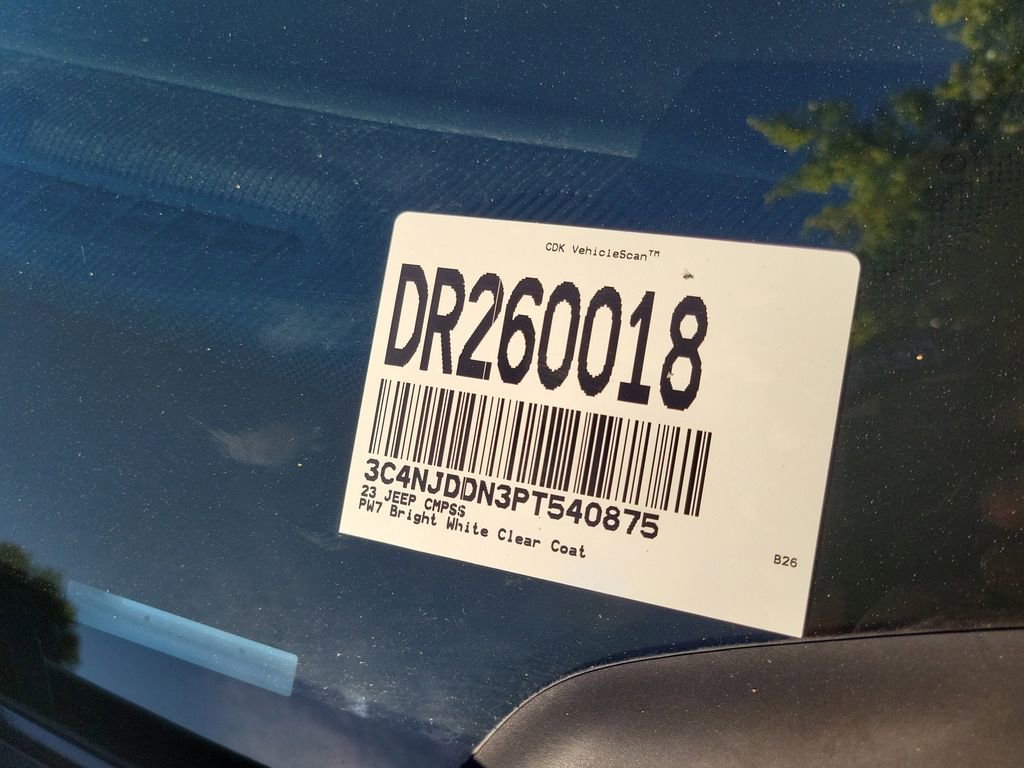 CDK VehicleScan™
DR260018
3C4NJDDN3PT540875
23 JEEP CMPSS
PW7 Bright White Clear Coat
B26